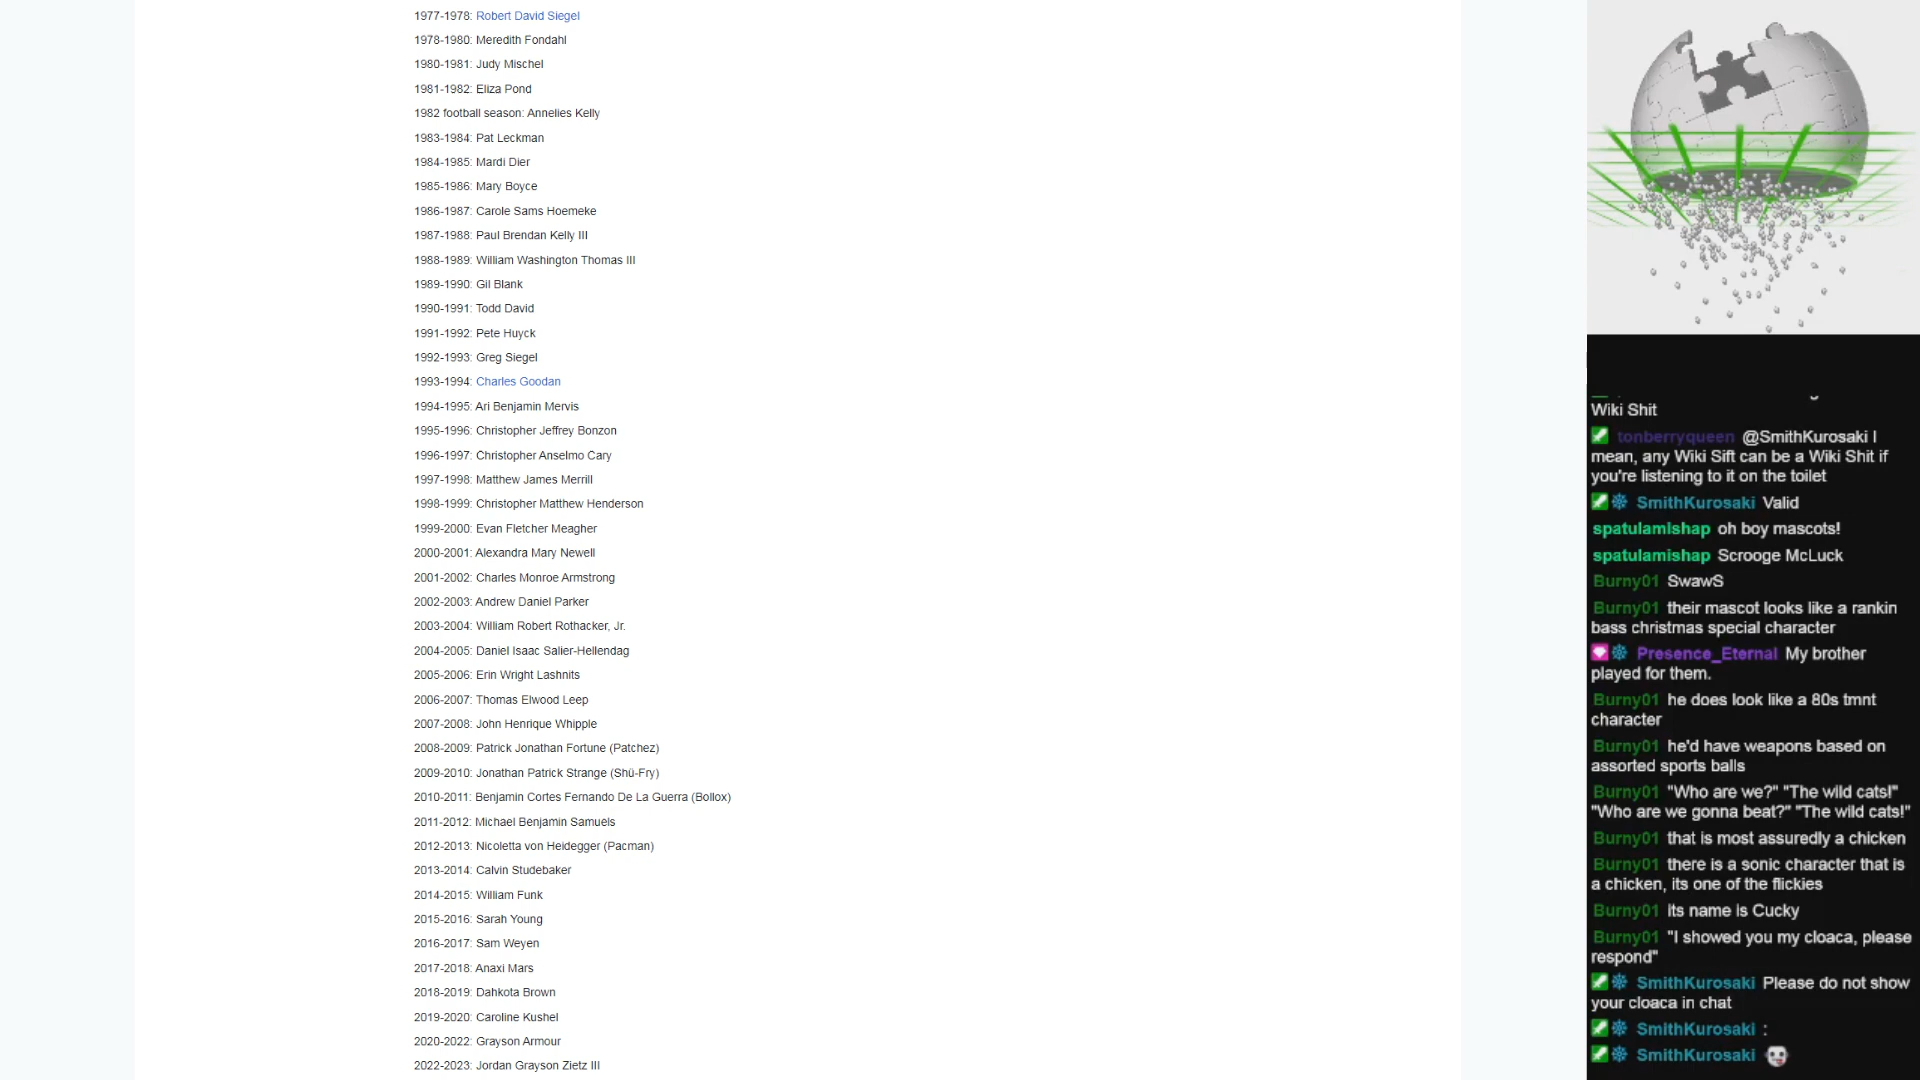 1977-1978: Robert David Siegel
1978-1980: Meredith Fondahl
1980-1981: Judy Mischel
1981-1982: Eliza Pond
1982 football season: Annelies Kelly
1983-1984: Pat Leckman
1984-1985: Mardi Dier
1985-1986: Mary Boyce
1986-1987: Carole Sams Hoemeke
1987-1988: Paul Brendan Kelly III
1988-1989: William Washington Thomas III
1989-1990: Gil Blank
1990-1991: Todd David
1991-1992: Pete Huyck
1992-1993: Greg Siegel
1993-1994: Charles Goodan
1994-1995: Ari Benjamin Mervis
1995-1996: Christopher Jeffrey Bonzon
1996-1997: Christopher Anselmo Cary
1997-1998: Matthew James Merrill
1998-1999: Christopher Matthew Henderson
1999-2000: Evan Fletcher Meagher
2000-2001: Alexandra Mary Newell
2001-2002: Charles Monroe Armstrong
2002-2003: Andrew Daniel Parker
2003-2004: William Robert Rothacker, Jr.
2004-2005: Daniel Isaac Salier-Hellendag
2005-2006: Erin Wright Lashnits
2006-2007: Thomas Elwood Leep
2007-2008: John Henrique Whipple
2008-2009: Patrick Jonathan Fortune (Patchez)
2009-2010: Jonathan Patrick Strange (Shü-Fry)
2010-2011: Benjamin Cortes Fernando De La Guerra (Bollox)
2011-2012: Michael Benjamin Samuels
2012-2013: Nicoletta von Heidegger (Pacman)
2013-2014: Calvin Studebaker
2014-2015: William Funk
2015-2016: Sarah Young
2016-2017: Sam Weyen
2017-2018: Anaxi Mars
2018-2019: Dahkota Brown
2019-2020: Caroline Kushel
2020-2022: Grayson Armour
2022-2023: Jordan Grayson Zietz III
Wiki Shit
tonberryqueen @SmithKurosaki I
mean, any Wiki Sift can be a Wiki Shit if
you're listening to it on the toilet
SmithKurosaki Valid
spatulamishap oh boy mascots!
spatulamishap Scrooge McLuck
Burny01 SwawS
Burny01 their mascot looks like a rankin
bass christmas special character
Presence_Eternal My brother
played for them.
Burny01 he does look like a 80s tmnt
character
Burny01 he'd have weapons based on
assorted sports balls
Burny01 "Who are we?" "The wild cats!"
"Who are we gonna beat?" "The wild cats!"
Burny01 that is most assuredly a chicken
Burny01 there is a sonic character that is
a chicken, its one of the flickies
Burny01 its name is Cucky
Burny01 "I showed you my cloaca, please
respond"
SmithKurosaki Please do not show
your cloaca in chat
SmithKurosaki :
SmithKurosaki